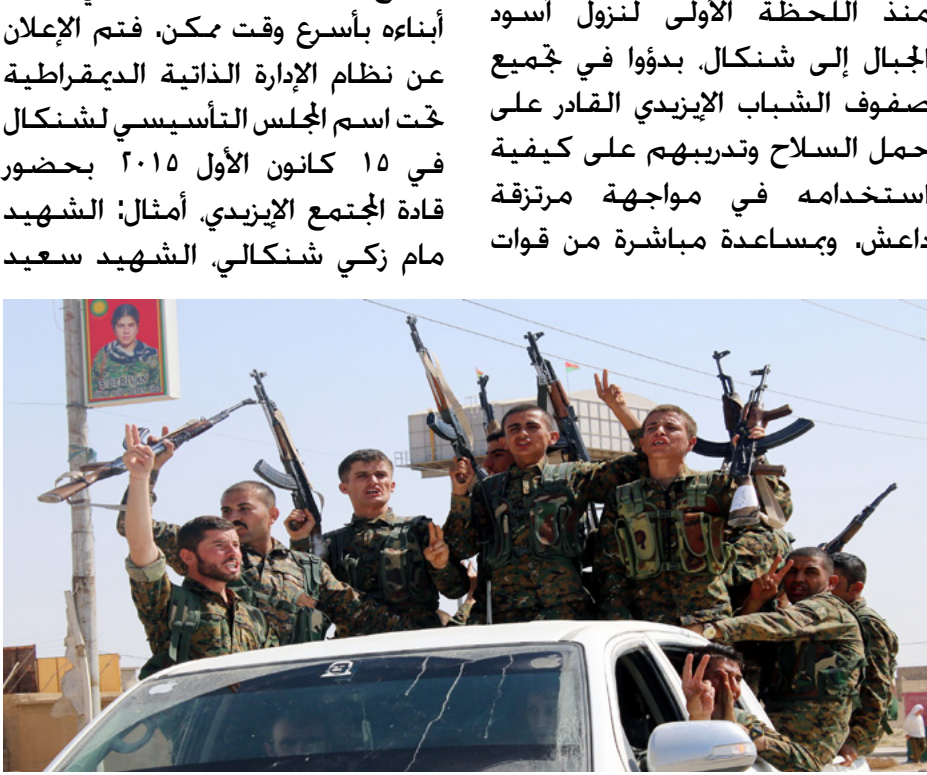 منذ اللحظة الأولى لنزول أسود
الجبال إلى شنكال، بدؤوا في تجميع
صفوف الشباب الإيزيدي القادر على
حمل السلاح وتدريبهم على كيفية
استخدامه في مواجهة مرتزقة
داعش. وبمساعدة مباشرة من قوات
أبناءه بأسرع وقت ممكن. فتم الإعلان
عن نظام الإدارة الذاتية الديمقراطية
تحت اسم المجلس التأسيسي لشنكال
في ١٥ كانون الأول ٢٠١٥ بحضور
قادة المجتمع الإيزيدي، أمثال: الشهيد
مام زكي شنكالي، الشهيد سعيد
BERIVAN